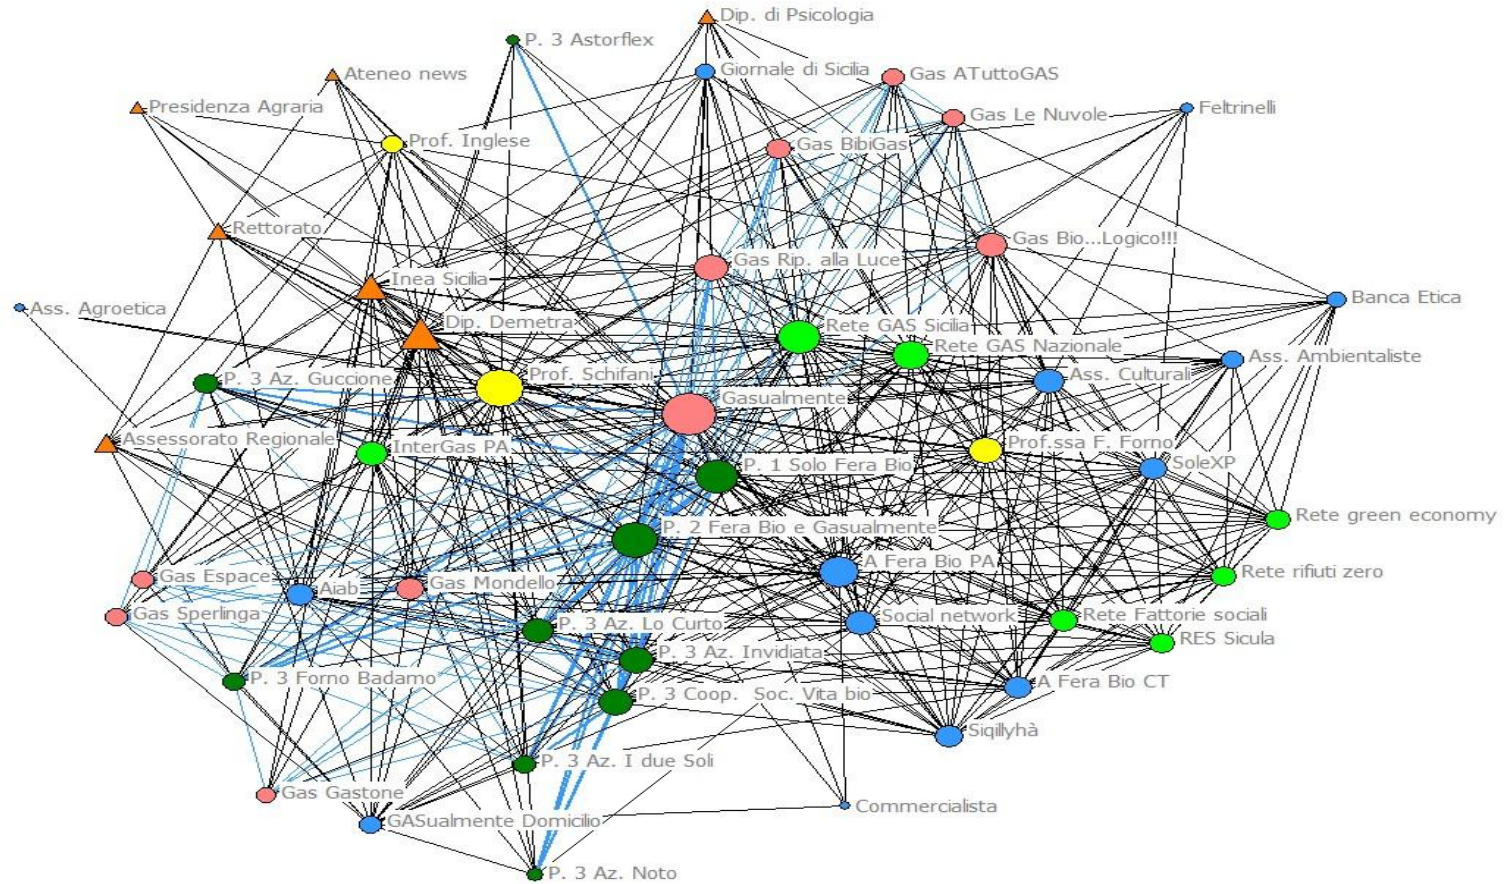 Dip. di Psicologia
P. 3 Astorflex
Ateneo news
Giornale di Sicilia
Gas ATuttoGAS
Presidenza Agraria
Gas Le Nuvole
Feltrinelli
Prof. Inglese
Gas BibiGas
Rettorato
Gas Bio...Logico!!!
Gas Rip. alla Luce
Inea Sicilia
Banca Etica
Ass. Agroetica
Dip. Demetra
Rete GAS Sicilia
Rete GAS Nazionale
Ass. Ambientaliste
P. 3 Az. Guccione
Prof. Schifani
Ass. Culturali
Gasualmente
Assessorato Regionale
InterGas PA
Prof.ssa F. Forno
P. 1 Solo Fera Bio
SoleXP
Rete green economy
P. 2 Fera Bio e Gasualmente
A Fera Bio PA
Rete rifiuti zero
Gas Espace
Aiab
Gas Mondello
Gas Sperlinga
P. 3 Az. Lo Curto
Social network
Rete Fattorie sociali
RES Sicula
P. 3 Az. Invidiata
P. 3 Forno Badamo
A Fera Bio CT
P. 3 Coop. Soc. Vita bio
Siqillyhà
P. 3 Az. I due Soli
Gas Gastone
Commercialista
GASualmente Domicilio
P. 3 Az. Noto